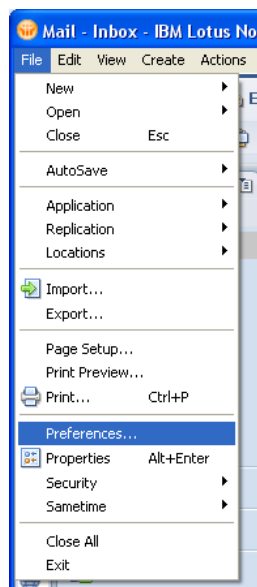 Mail - Inbox - IBM Lotus No
File Edit View Create Actions
New
Open
Close Esc
AutoSave
Application
Replication
Locations
Import...
Export...
Page Setup...
Print Preview...
Print... Ctrl+P
Preferences...
Properties Alt+Enter
Security
Sametime
Close All
Exit